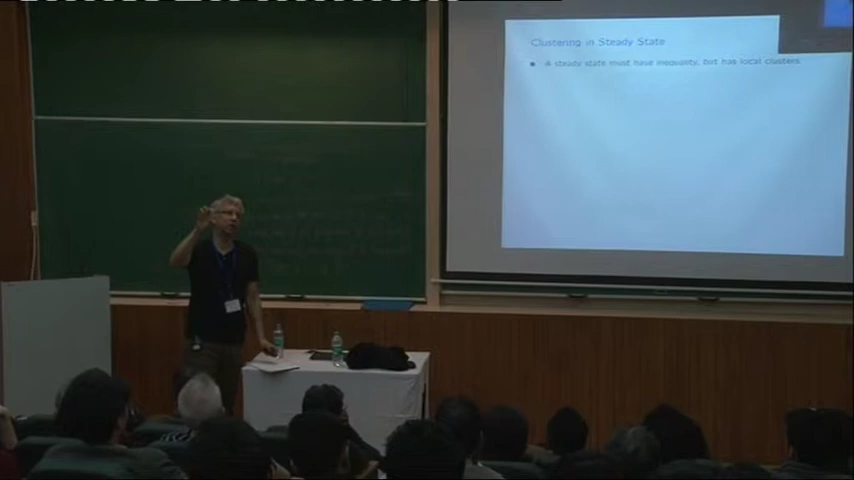 Clustering in Steady State
A steady state must have inequality, but has local clusters.